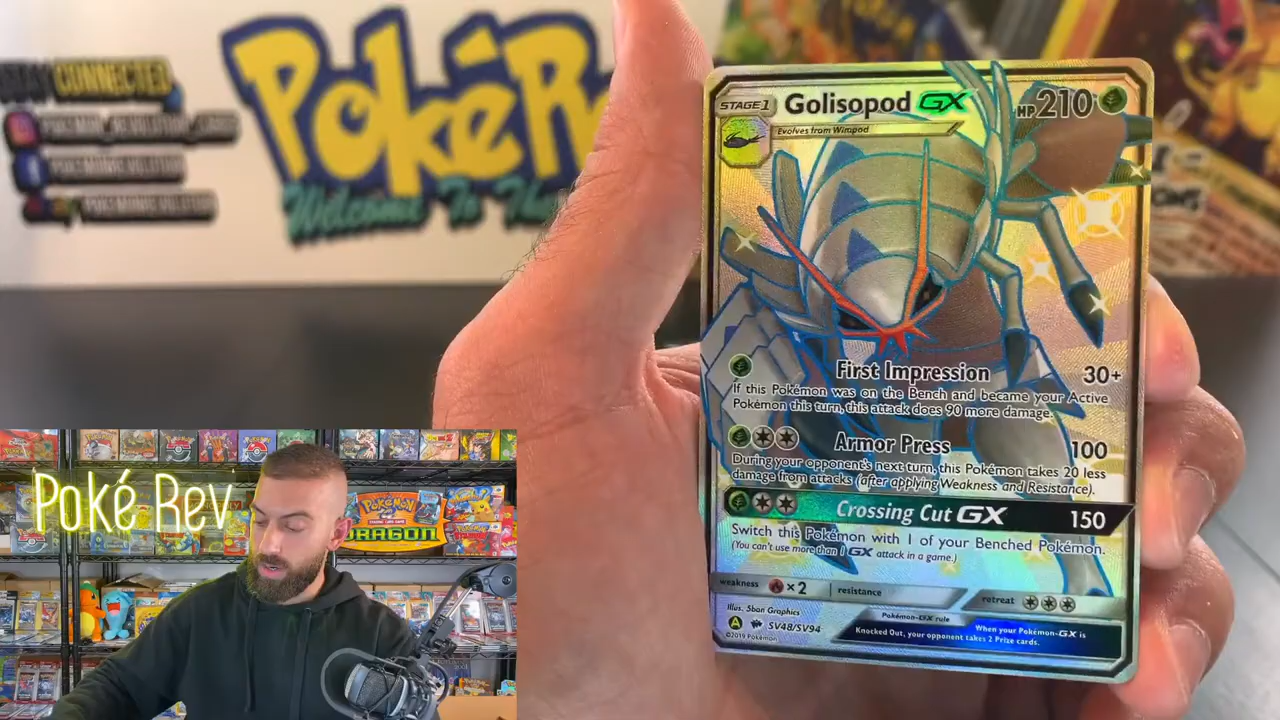 STAY CONNECTED
PokéR
Welcome To The
STAGE 1
Golisopod GX
HP 210
Evolves from Wimpod
First Impression 30+
If this Pokémon was on the Bench and became your Active
Pokémon this turn, this attack does 90 more damage.
Armor Press 100
During your opponent's next turn, this Pokémon takes 20 less
damage from attacks (after applying Weakness and Resistance).
Crossing Cut GX 150
Switch this Pokémon with 1 of your Benched Pokémon.
(You can't use more than 1 GX attack in a game.)
weakness ×2 resistance retreat
Illus. 5ban Graphics
A SV48/SV94
©2019 Pokémon
Pokémon-GX rule
When your Pokémon-GX is
Knocked Out, your opponent takes 2 Prize cards.
Poké Rev
POKÉMON
DRAGON